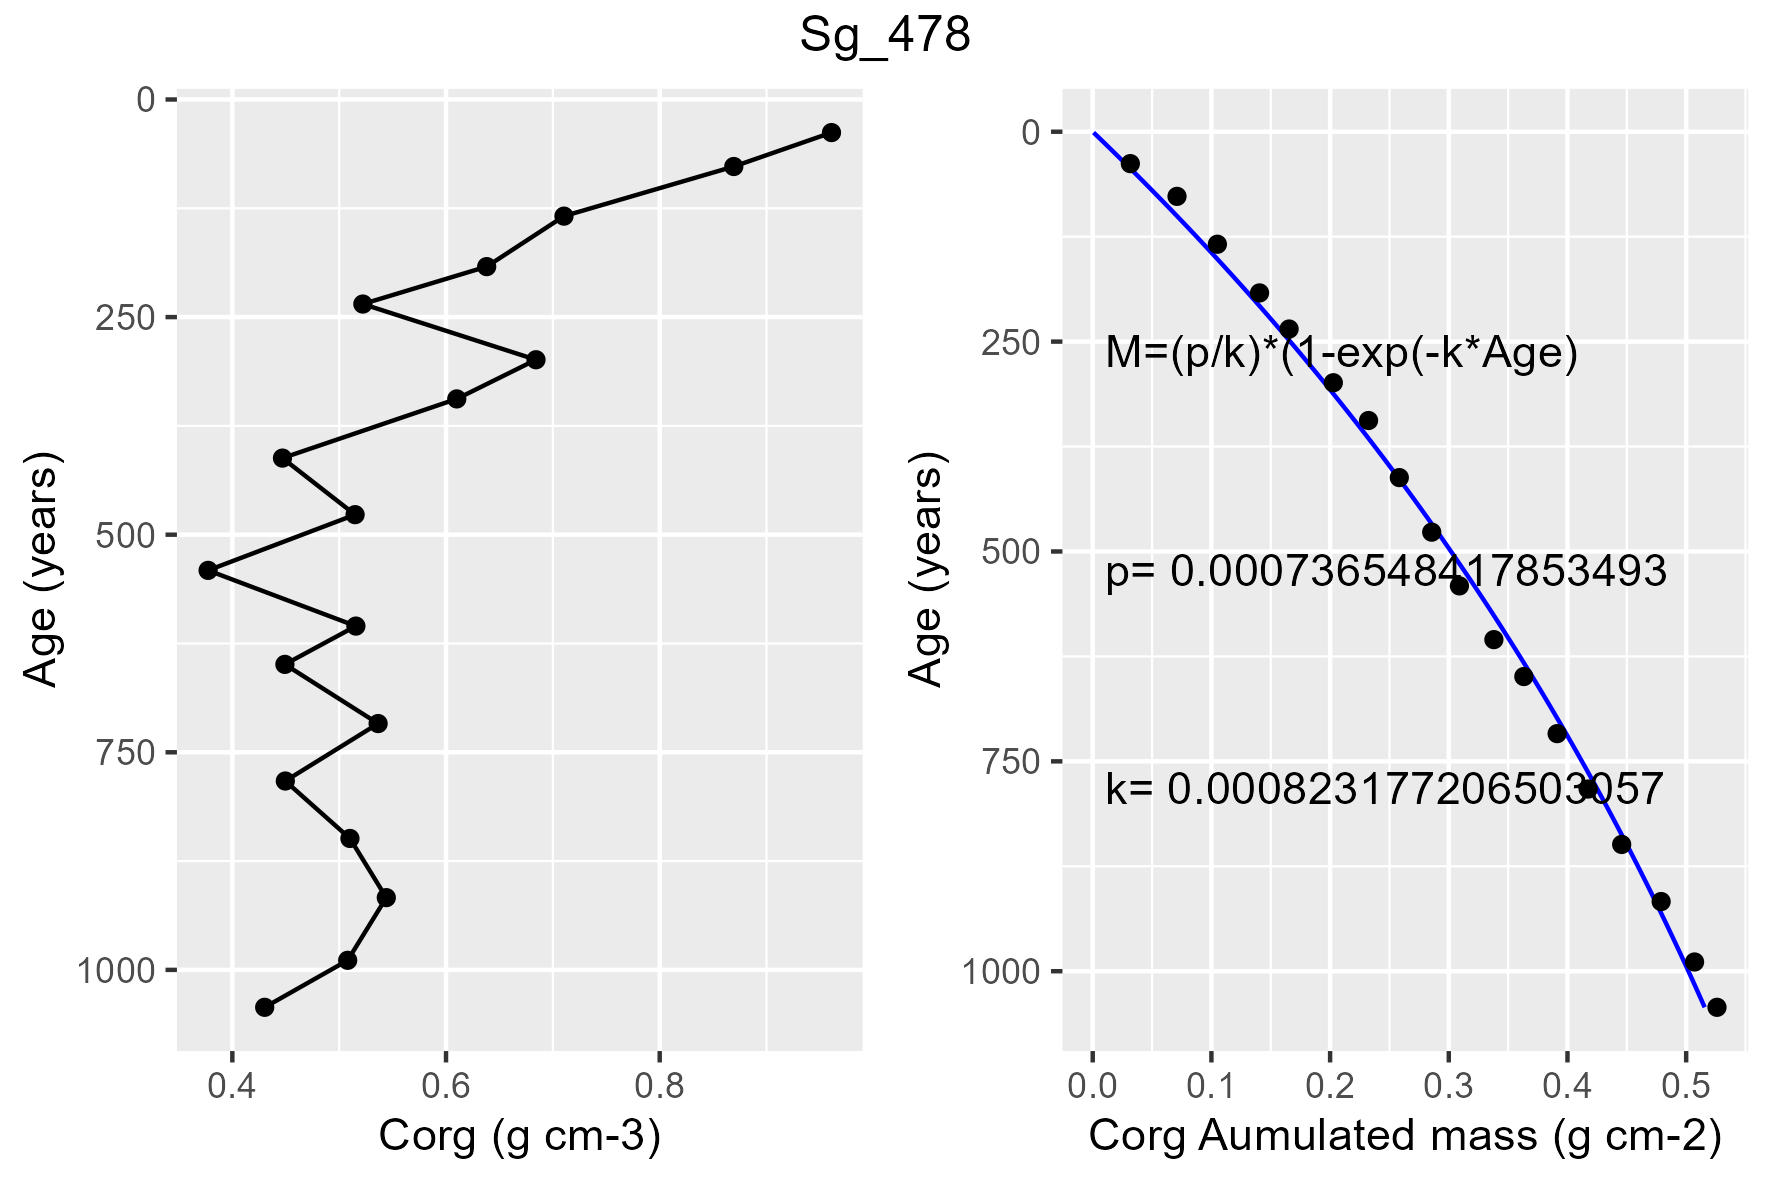 Sg_478
0
250
500
750
1000
Age (years)
0.4 0.6 0.8
Corg (g cm-3)
0
250
500
750
1000
Age (years)
M=(p/k)*(1-exp(-k*Age)
p= 0.000736548417853493
k= 0.000823177206503057
0.0 0.1 0.2 0.3 0.4 0.5
Corg Aumulated mass (g cm-2)